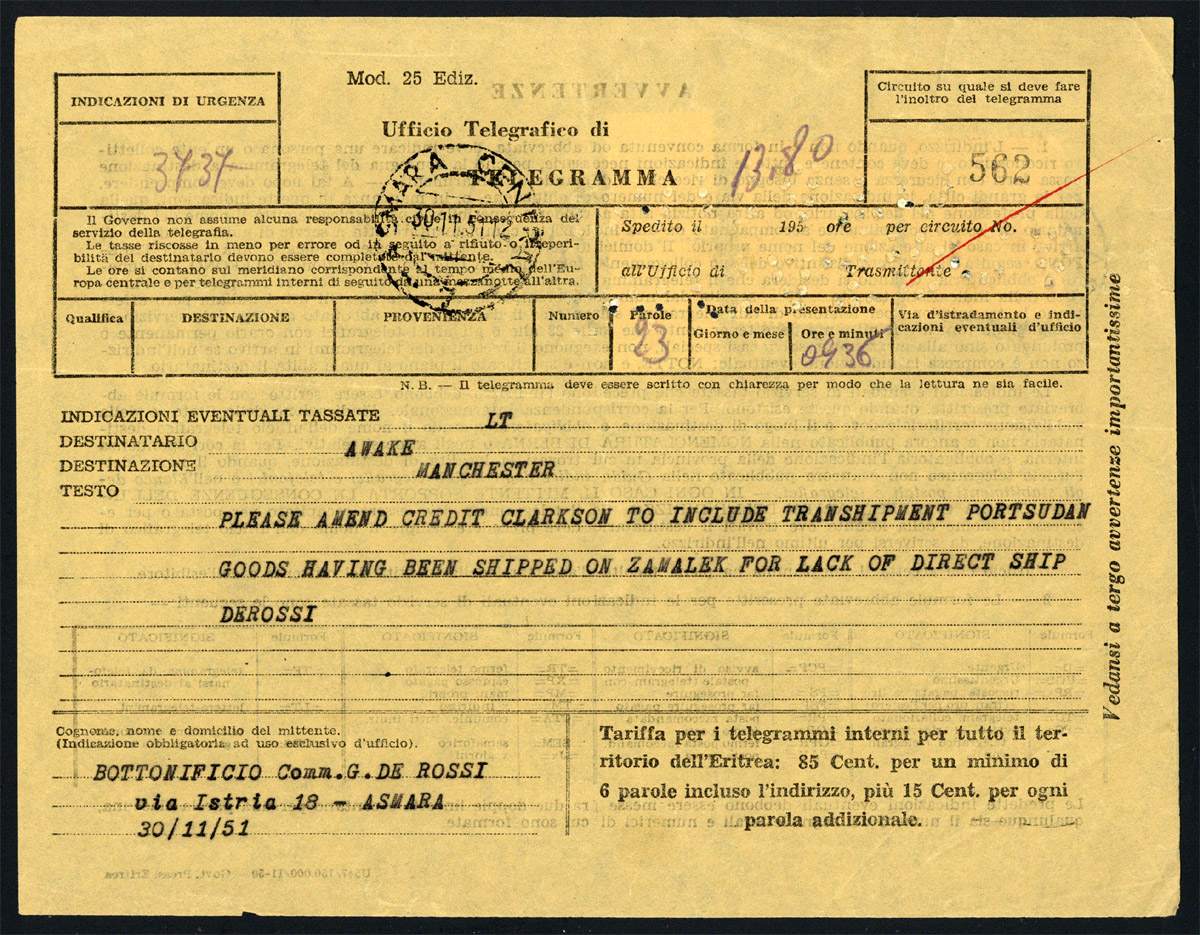 Mod. 25 Ediz.
INDICAZIONI DI URGENZA
3737
Ufficio Telegrafico di
TELEGRAMMA
13.80
Circuito su quale si deve fare
l'inoltro del telegramma
562
ASMARA CENTRO
30.11.51.12
Il Governo non assume alcuna responsabilità civile in conseguenza del
servizio della telegrafia.
Le tasse riscosse in meno per errore od in seguito a rifiuto o irreperi-
bilità del destinatario devono essere completate dal mittente.
Le ore si contano sul meridiano corrispondente al tempo medio dell'Eu-
ropa centrale e per telegrammi interni di seguito da una mezzanotte all'altra.
Spedito il 195 ore per circuito No.
all'Ufficio di Trasmittente
Qualifica
DESTINAZIONE
PROVENIENZA
Numero
Parole
23
Data della presentazione
Giorno e mese
Ore e minuti
0936
Via d'istradamento e indi-
cazioni eventuali d'ufficio
N. B. — Il telegramma deve essere scritto con chiarezza per modo che la lettura ne sia facile.
INDICAZIONI EVENTUALI TASSATE LT
DESTINATARIO AWAKE
DESTINAZIONE MANCHESTER
TESTO
PLEASE AMEND CREDIT CLARKSON TO INCLUDE TRANSHIPMENT PORTSUDAN
GOODS HAVING BEEN SHIPPED ON ZAMALEK FOR LACK OF DIRECT SHIP
DEROSSI
Cognome, nome e domicilio del mittente.
(Indicazione obbligatoria ad uso esclusivo d'ufficio).
BOTTONIFICIO Comm.G.DE ROSSI
via Istria 18 - ASMARA
30/11/51
Tariffa per i telegrammi interni per tutto il ter-
ritorio dell'Eritrea: 85 Cent. per un minimo di
6 parole incluso l'indirizzo, più 15 Cent. per ogni
parola addizionale.
Vedansi a tergo avvertenze importantissime